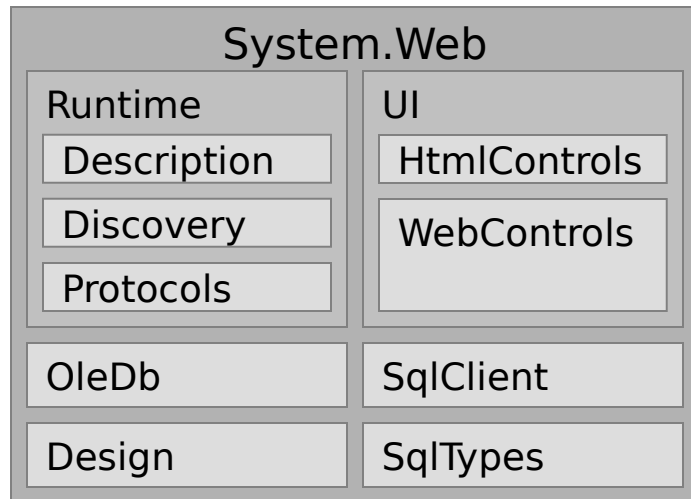 System.Web
Runtime
Description
Discovery
Protocols
UI
HtmlControls
WebControls
OleDb
SqlClient
Design
SqlTypes